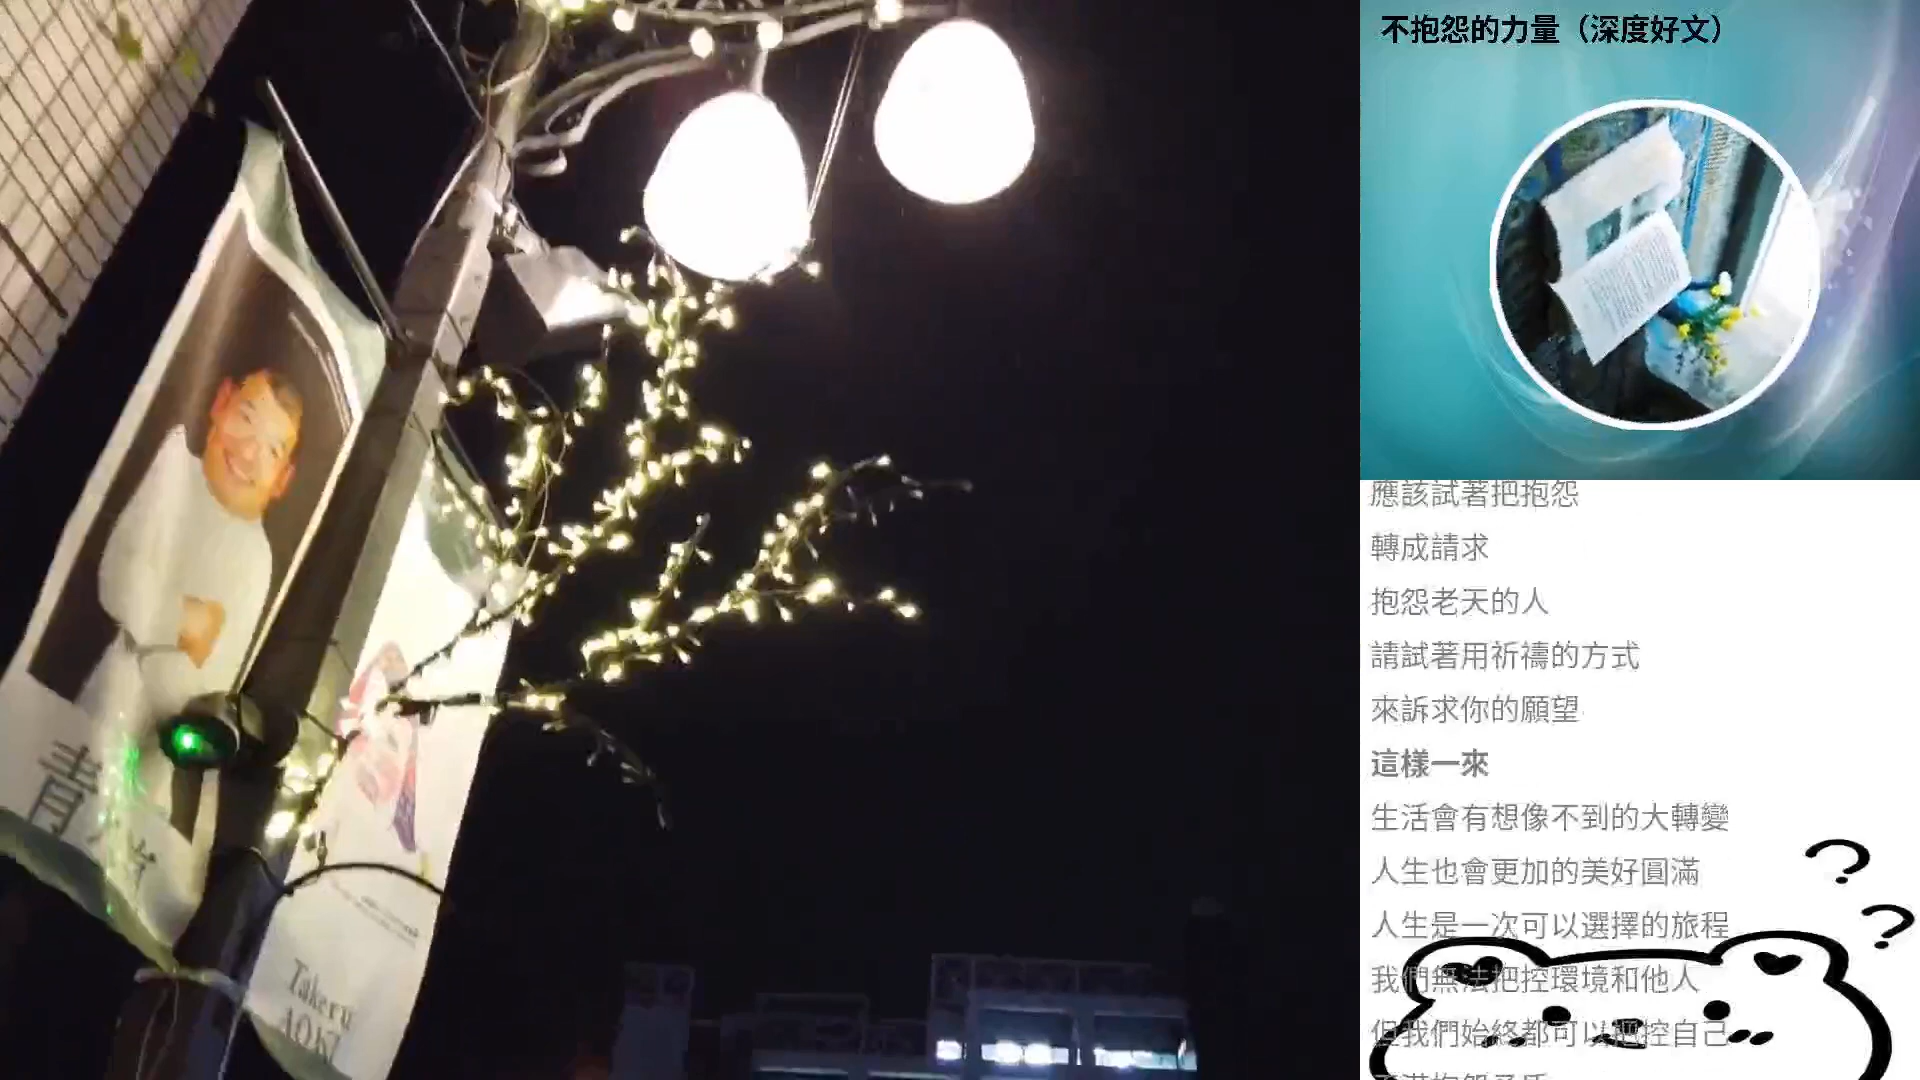 不抱怨的力量（深度好文）
應該試著把抱怨
轉成請求
抱怨老天的人
請試著用祈禱的方式
來訴求你的願望
這樣一來
生活會有想像不到的大轉變
人生也會更加的美好圓滿
人生是一次可以選擇的旅程
我們無法把控環境和他人
但我們始終都可以把控自己
青
Takeru
AOKI